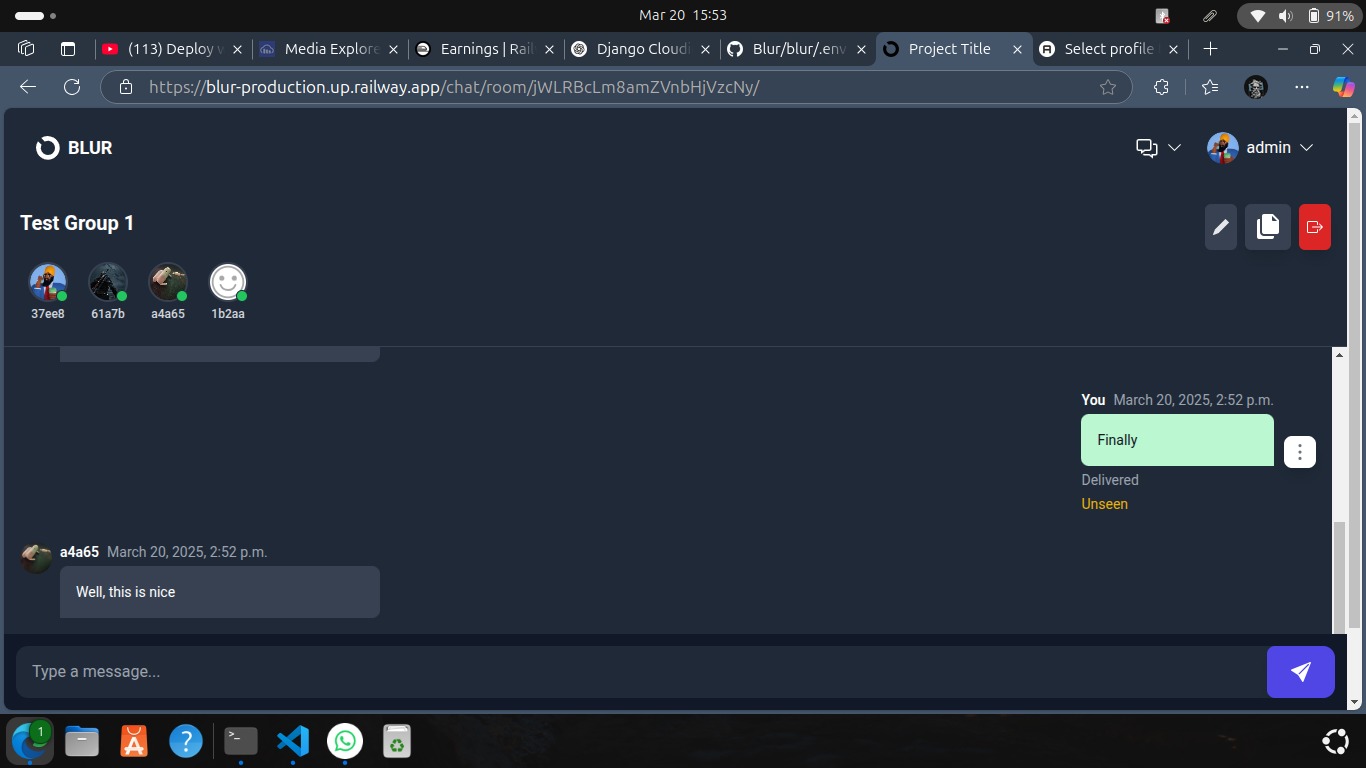 Mar 20 15:53
91%
(113) Deploy
Media Explore
Earnings | Rail
Django Cloudi
Blur/blur/.env
Project Title
Select profile
https://blur-production.up.railway.app/chat/room/jWLRBcLm8amZVnbHjVzcNy/
BLUR
admin
Test Group 1
37ee8
61a7b
a4a65
1b2aa
You March 20, 2025, 2:52 p.m.
Finally
Delivered
Unseen
a4a65 March 20, 2025, 2:52 p.m.
Well, this is nice
Type a message...
1